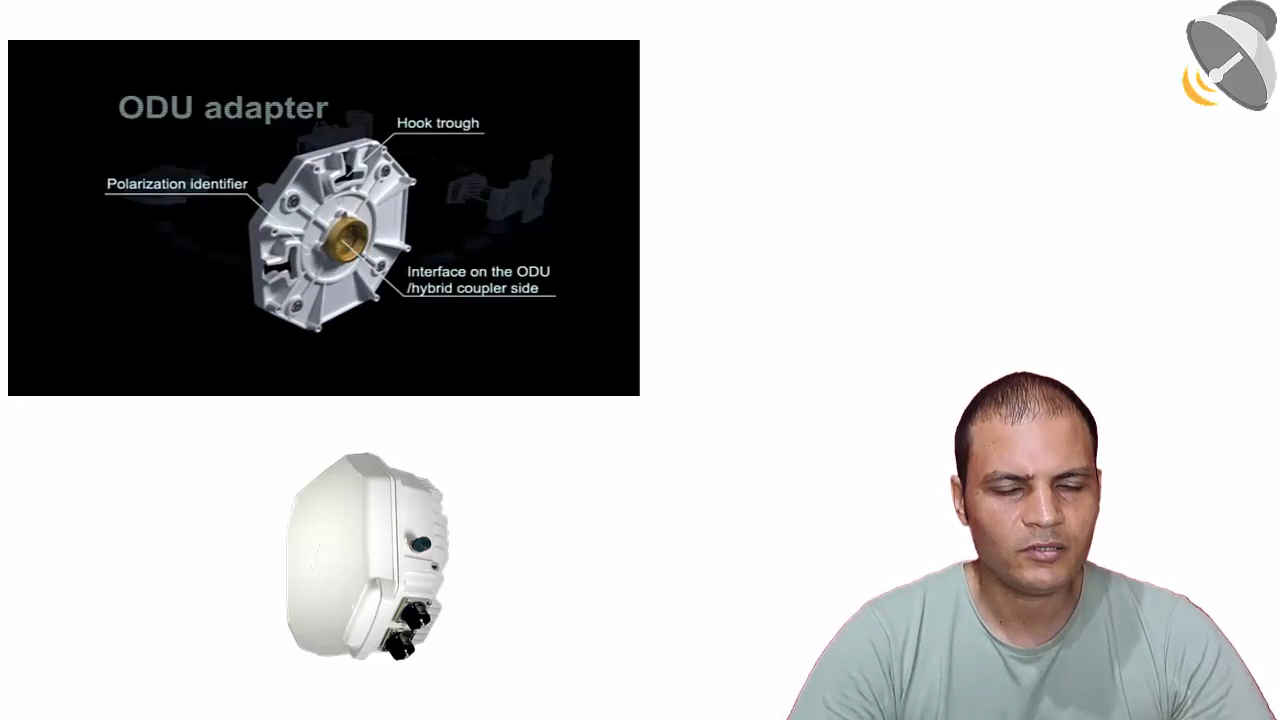 ODU adapter
Hook trough
Polarization identifier
Interface on the ODU
/hybrid coupler side